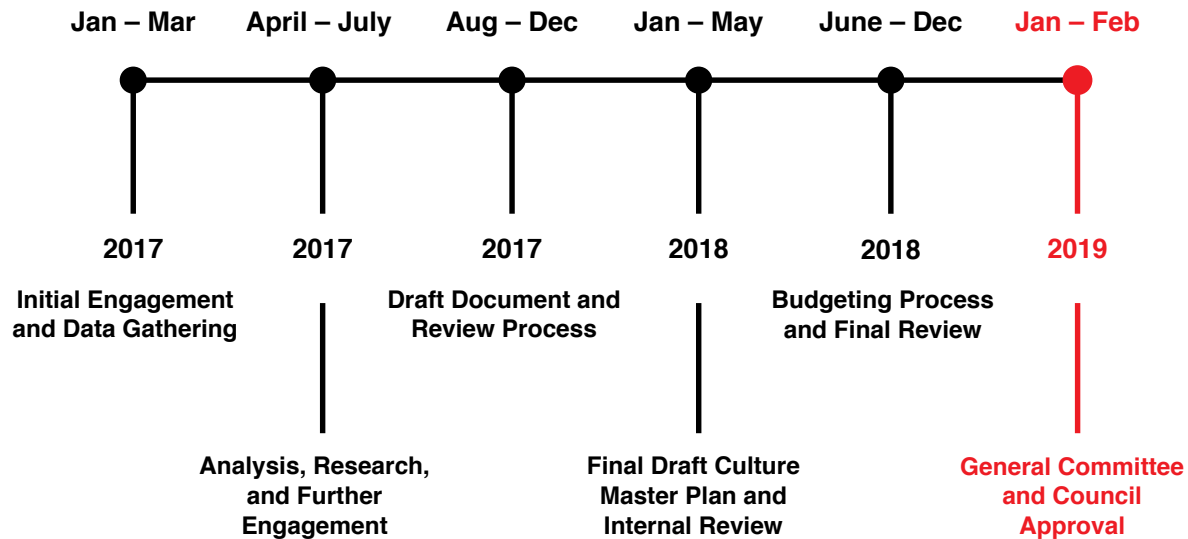 Jan – Mar
April – July
Aug – Dec
Jan – May
June – Dec
Jan – Feb
2017
2017
2017
2018
2018
2019
Initial Engagement
and Data Gathering
Draft Document and
Review Process
Budgeting Process
and Final Review
Analysis, Research,
and Further
Engagement
Final Draft Culture
Master Plan and
Internal Review
General Committee
and Council
Approval